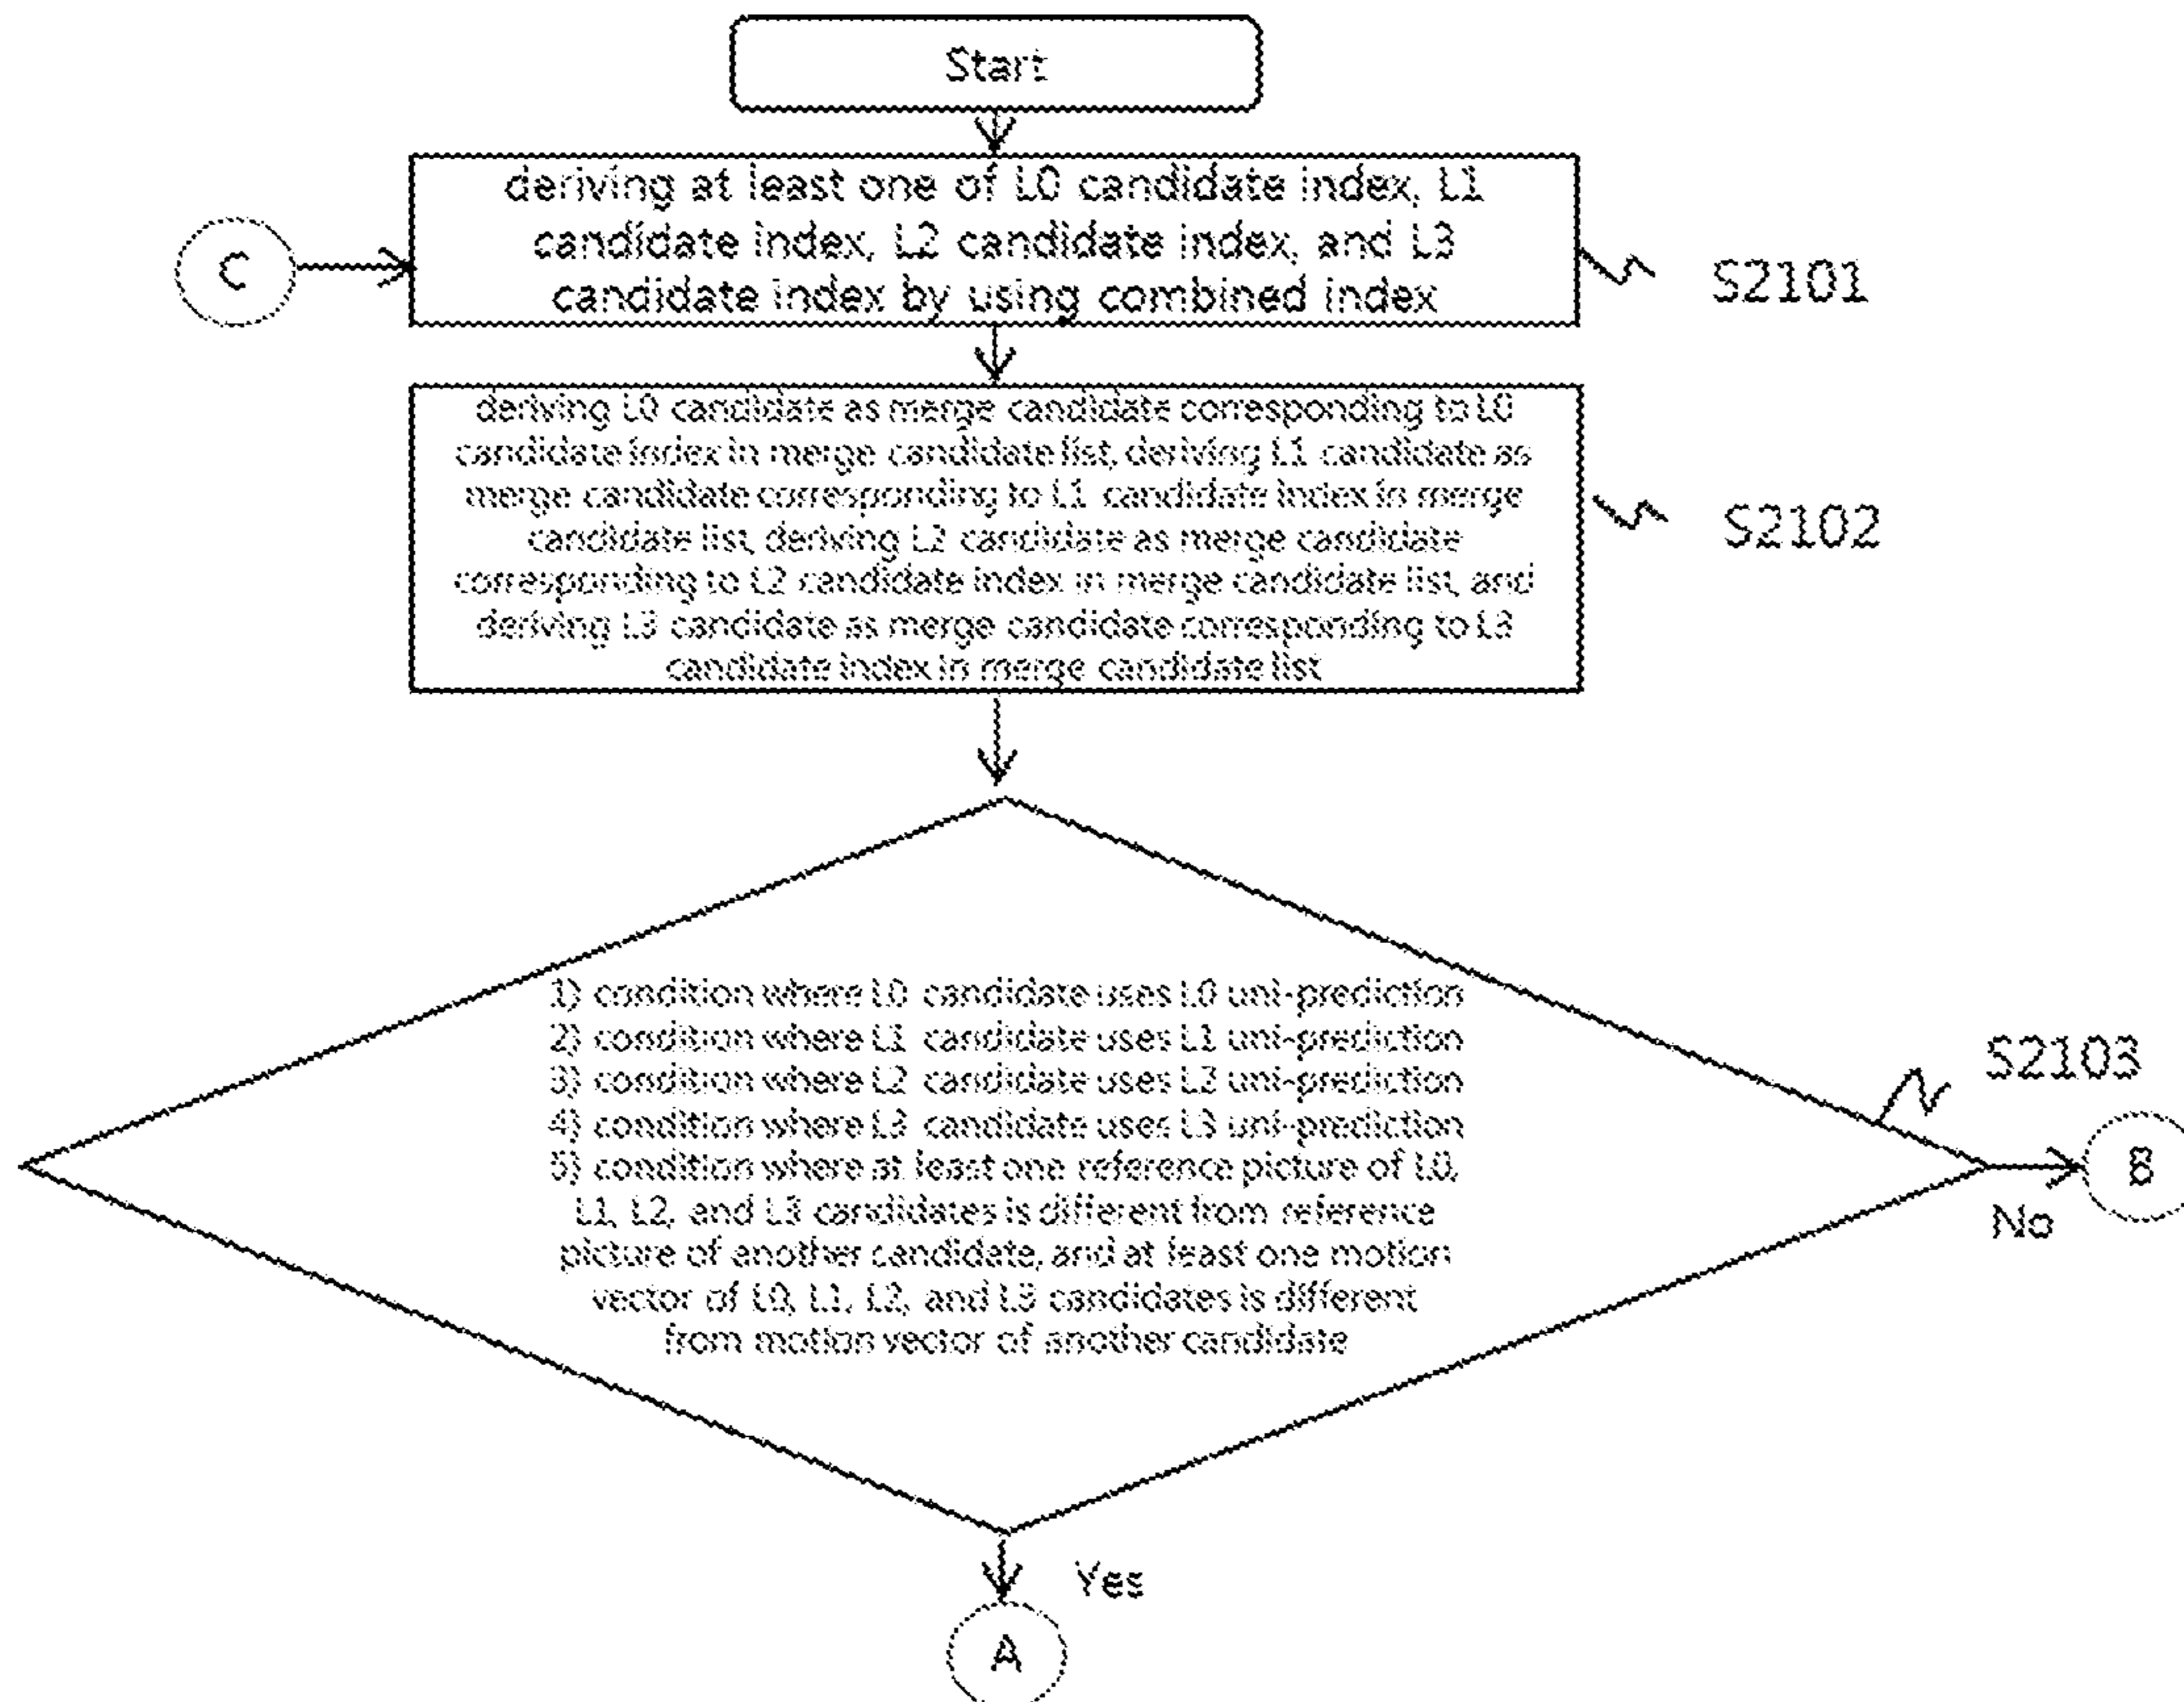 Start
deriving at least one of L0 candidate index, L1
candidate index, L2 candidate index, and L3
candidate index by using combined index
C
S2101
deriving L0 candidate as merge candidate corresponding to L0
candidate index in merge candidate list, deriving L1 candidate as
merge candidate corresponding to L1 candidate index in merge
candidate list, deriving L2 candidate as merge candidate
corresponding to L2 candidate index in merge candidate list, and
deriving L3 candidate as merge candidate corresponding to L3
candidate index in merge candidate list
S2102
1) condition where L0 candidate uses L0 uni-prediction
2) condition where L1 candidate uses L1 uni-prediction
3) condition where L2 candidate uses L2 uni-prediction
4) condition where L3 candidate uses L3 uni-prediction
5) condition where at least one reference picture of L0,
L1, L2, and L3 candidates is different from reference
picture of another candidate, and at least one motion
vector of L0, L1, L2, and L3 candidates is different
from motion vector of another candidate
S2103
B
No
Yes
A